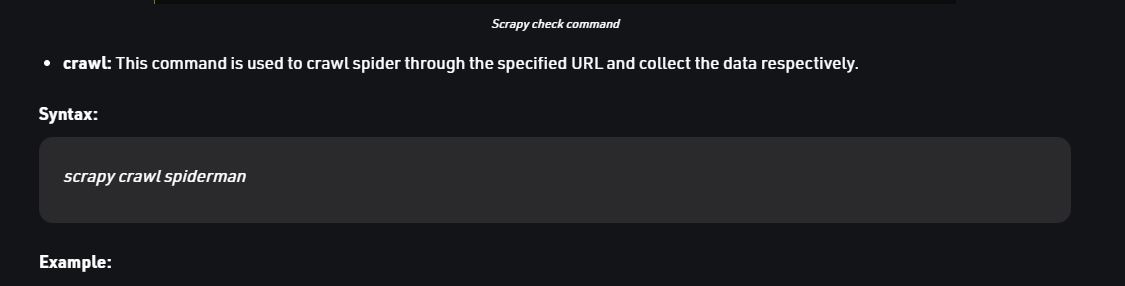 Scrapy check command
• crawl: This command is used to crawl spider through the specified URL and collect the data respectively.
Syntax:
scrapy crawl spiderman
Example: